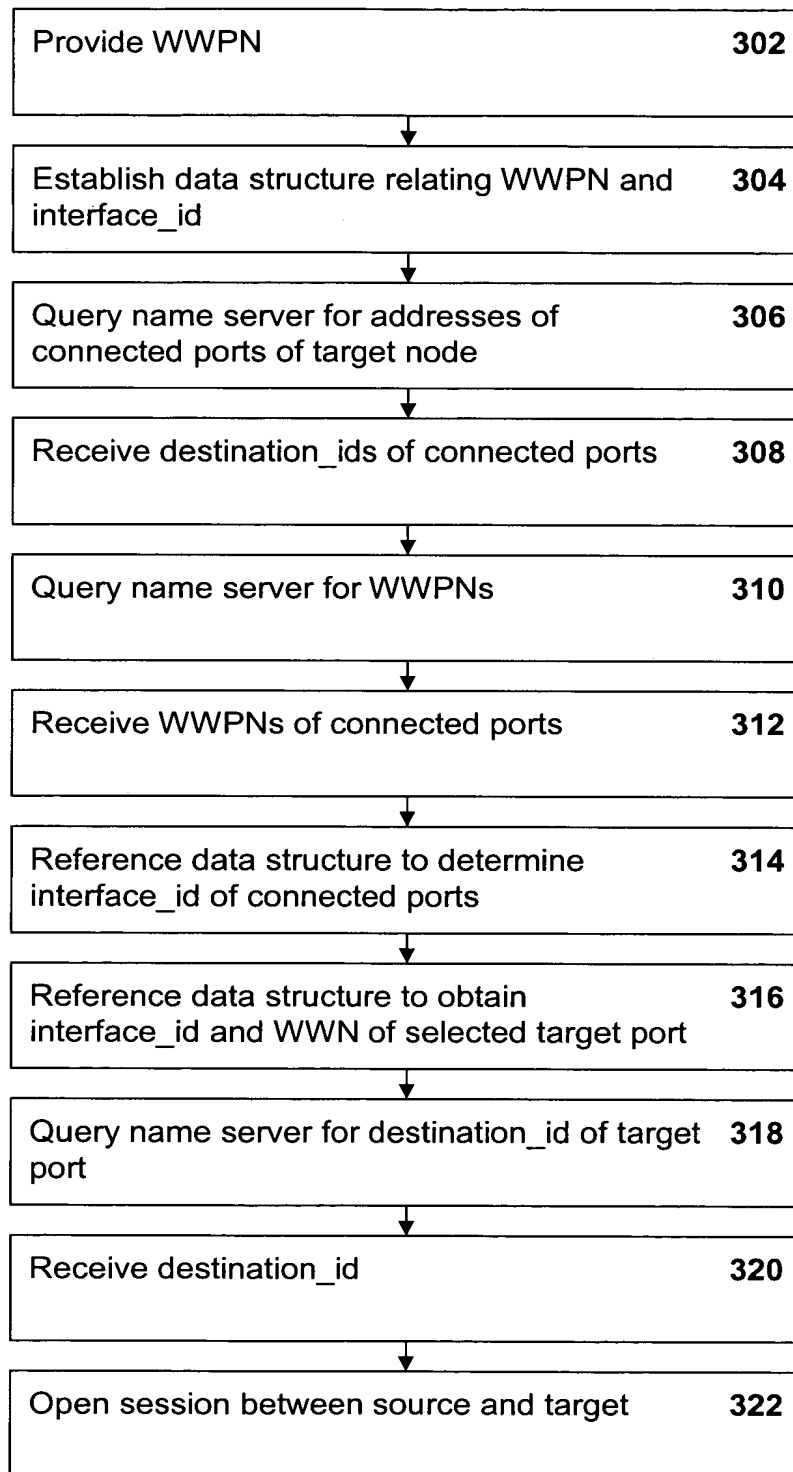 Provide WWPN 302
Establish data structure relating WWPN and 304
interface_id
Query name server for addresses of 306
connected ports of target node
Receive destination_ids of connected ports 308
Query name server for WWPNs 310
Receive WWPNs of connected ports 312
Reference data structure to determine 314
interface_id of connected ports
Reference data structure to obtain 316
interface_id and WWN of selected target port
Query name server for destination_id of target 318
port
Receive destination_id 320
Open session between source and target 322